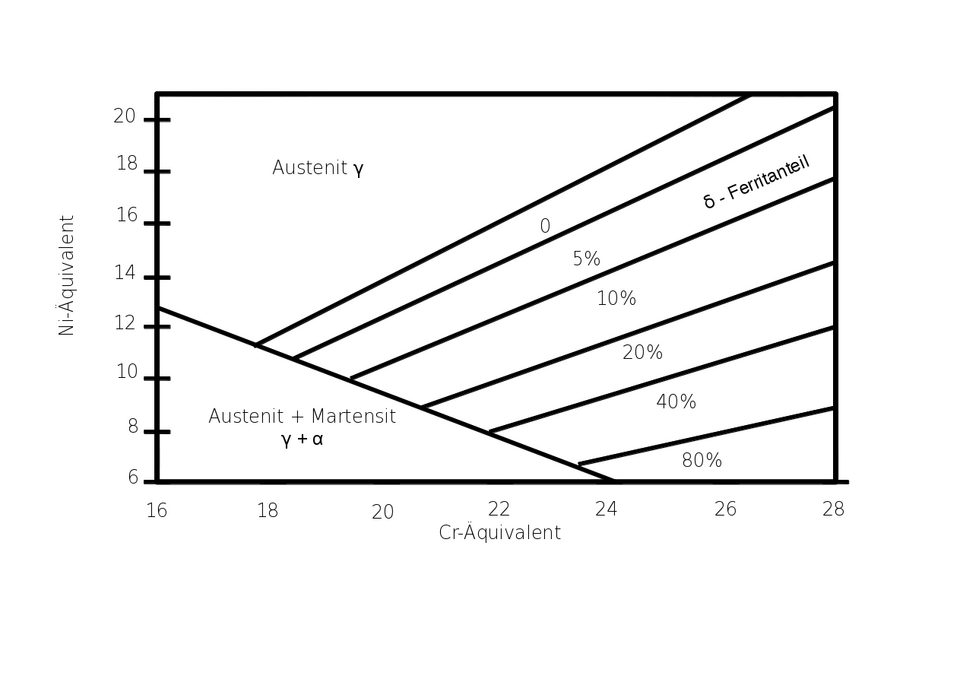 20
18
16
14
12
10
8
6
Ni-Äquivalent
Austenit γ
δ - Ferritanteil
0
5%
10%
20%
40%
80%
Austenit + Martensit
γ + α
16 18 20 22 24 26 28
Cr-Äquivalent